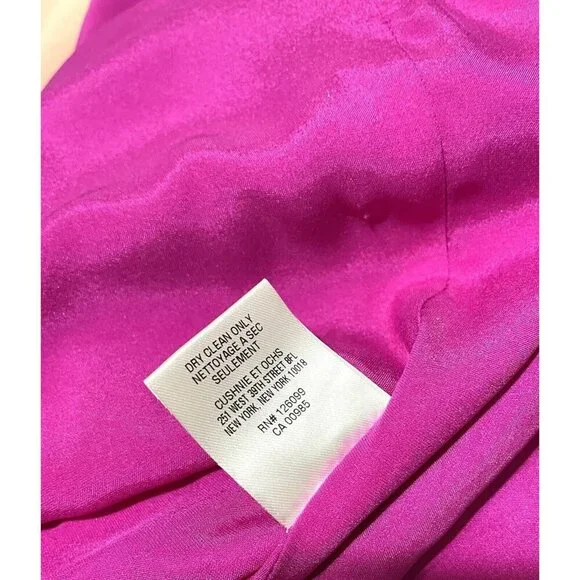 DRY CLEAN ONLY
NETTOYAGE A SEC
SEULEMENT
CUSHNIE ET OCHS
251 WEST 39TH STREET 8FL
NEW YORK, NEW YORK 10018
RN# 126099
CA 00985